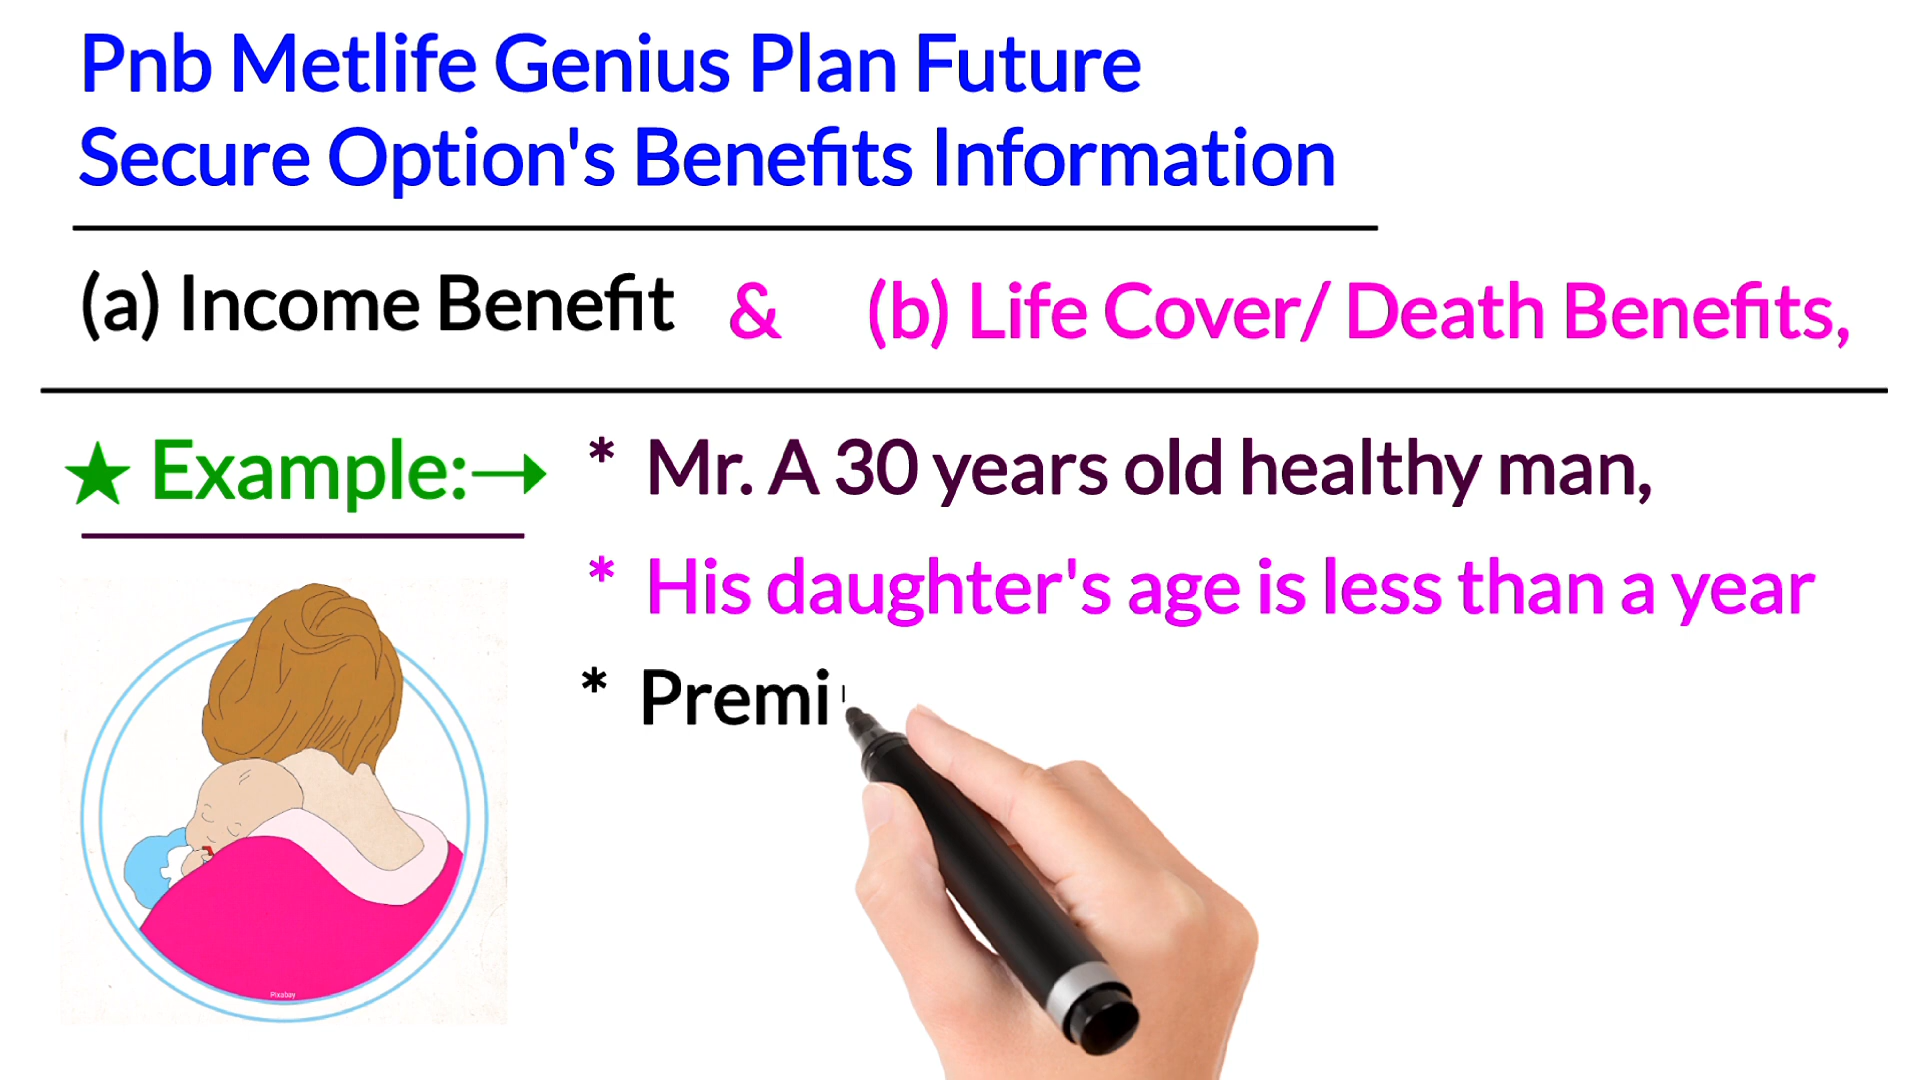 Pnb Metlife Genius Plan Future
Secure Option's Benefits Information
(a) Income Benefit & (b) Life Cover/ Death Benefits,
★ Example:→ * Mr. A 30 years old healthy man,
* His daughter's age is less than a year
* Premi
Pixabay